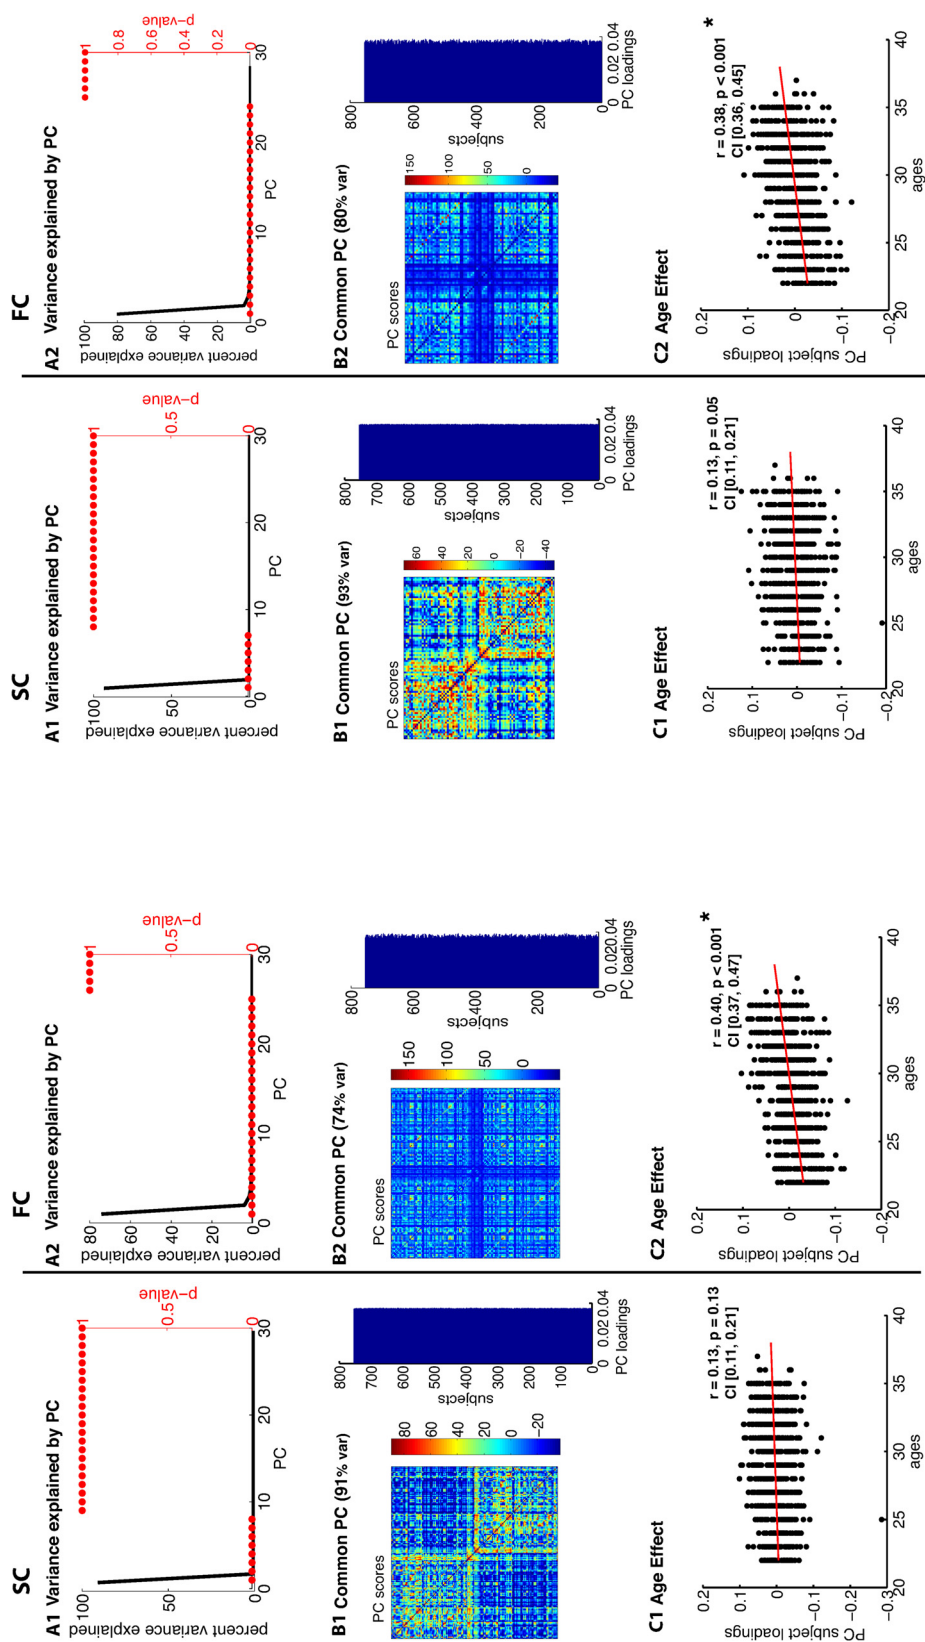 SC
A1 Variance explained by PC
percent variance explained
100
50
0
0
10
20
30
PC
p-value
1
0.5
0
B1 Common PC (91% var)
PC scores
80
60
40
20
0
-20
subjects
800
700
600
500
400
300
200
100
0
0 0.02 0.04
PC loadings
C1 Age Effect
r = 0.13, p = 0.13
CI [0.11, 0.21]
PC subject loadings
0.2
0.1
0
-0.1
-0.2
-0.3
20
25
30
35
40
ages
FC
A2 Variance explained by PC
percent variance explained
80
60
40
20
0
0
10
20
30
PC
p-value
1
0.5
0
B2 Common PC (74% var)
PC scores
150
100
50
0
subjects
800
600
400
200
0
0 0.020.04
PC loadings
C2 Age Effect
*
r = 0.40, p < 0.001
CI [0.37, 0.47]
PC subject loadings
0.2
0.1
0
-0.1
-0.2
20
25
30
35
40
ages
SC
A1 Variance explained by PC
percent variance explained
100
50
0
0
10
20
30
PC
p-value
1
0.5
0
B1 Common PC (93% var)
PC scores
60
40
20
0
-20
-40
subjects
800
700
600
500
400
300
200
100
0
0 0.02 0.04
PC loadings
C1 Age Effect
r = 0.13, p = 0.05
CI [0.11, 0.21]
PC subject loadings
0.2
0.1
0
-0.1
-0.2
20
25
30
35
40
ages
FC
A2 Variance explained by PC
percent variance explained
100
80
60
40
20
0
0
10
20
30
PC
p-value
1
0.8
0.6
0.4
0.2
0
B2 Common PC (80% var)
PC scores
150
100
50
0
subjects
800
600
400
200
0
0 0.02 0.04
PC loadings
C2 Age Effect
*
r = 0.38, p < 0.001
CI [0.36, 0.45]
PC subject loadings
0.2
0.1
0
-0.1
-0.2
20
25
30
35
40
ages